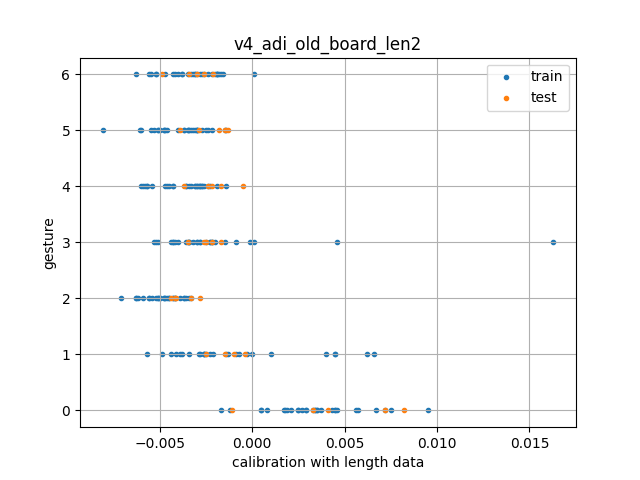 v4_adi_old_board_len2
train
test
6
5
4
3
2
1
0
gesture
−0.005 0.000 0.005 0.010 0.015
calibration with length data